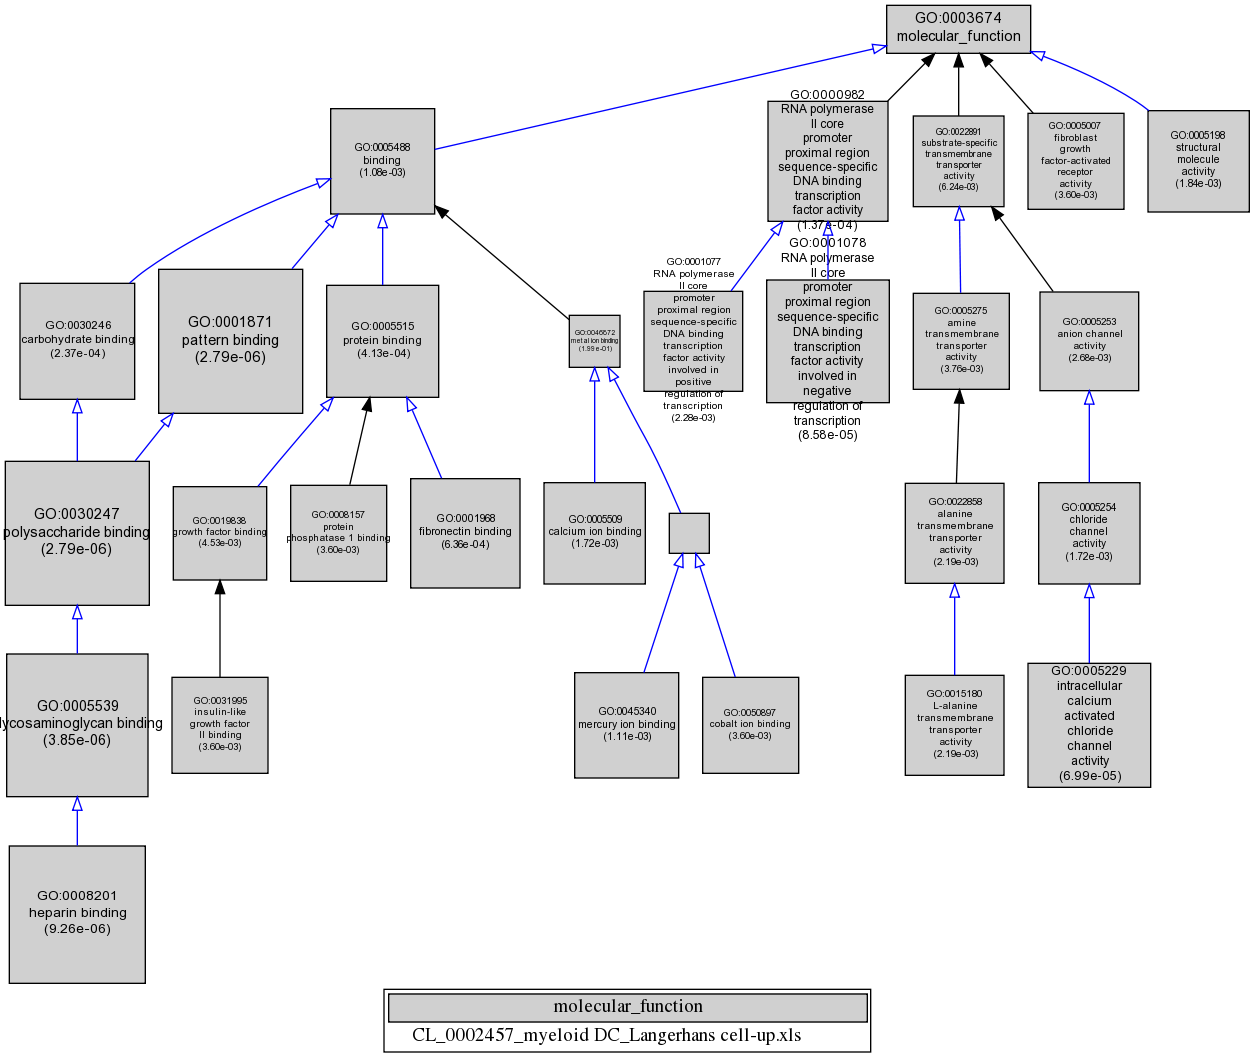 GO:0003674
molecular_function
GO:0005488
binding
(1.08e-03)
GO:0000982
RNA polymerase
II core
promoter
proximal region
sequence-specific
DNA binding
transcription
factor activity
(1.37e-04)
GO:0022891
substrate-specific
transmembrane
transporter
activity
(6.24e-03)
GO:0005007
fibroblast
growth
factor-activated
receptor
activity
(3.60e-03)
GO:0005198
structural
molecule
activity
(1.84e-03)
GO:0030246
carbohydrate binding
(2.37e-04)
GO:0001871
pattern binding
(2.79e-06)
GO:0005515
protein binding
(4.13e-04)
GO:0046872
metal ion binding
(1.99e-01)
GO:0001077
RNA polymerase
II core
promoter
proximal region
sequence-specific
DNA binding
transcription
factor activity
involved in
positive
regulation of
transcription
(2.28e-03)
GO:0001078
RNA polymerase
II core
promoter
proximal region
sequence-specific
DNA binding
transcription
factor activity
involved in
negative
regulation of
transcription
(8.58e-05)
GO:0005275
amine
transmembrane
transporter
activity
(3.76e-03)
GO:0005253
anion channel
activity
(2.68e-03)
GO:0030247
polysaccharide binding
(2.79e-06)
GO:0019838
growth factor binding
(4.53e-03)
GO:0008157
protein
phosphatase 1 binding
(3.60e-03)
GO:0001968
fibronectin binding
(6.36e-04)
GO:0005509
calcium ion binding
(1.72e-03)
GO:0022858
alanine
transmembrane
transporter
activity
(2.19e-03)
GO:0005254
chloride
channel
activity
(1.72e-03)
GO:0005539
lycosaminoglycan binding
(3.85e-06)
GO:0031995
insulin-like
growth factor
II binding
(3.60e-03)
GO:0045340
mercury ion binding
(1.11e-03)
GO:0050897
cobalt ion binding
(3.60e-03)
GO:0015180
L-alanine
transmembrane
transporter
activity
(2.19e-03)
GO:0005229
intracellular
calcium
activated
chloride
channel
activity
(6.99e-05)
GO:0008201
heparin binding
(9.26e-06)
molecular_function
CL_0002457_myeloid DC_Langerhans cell-up.xls